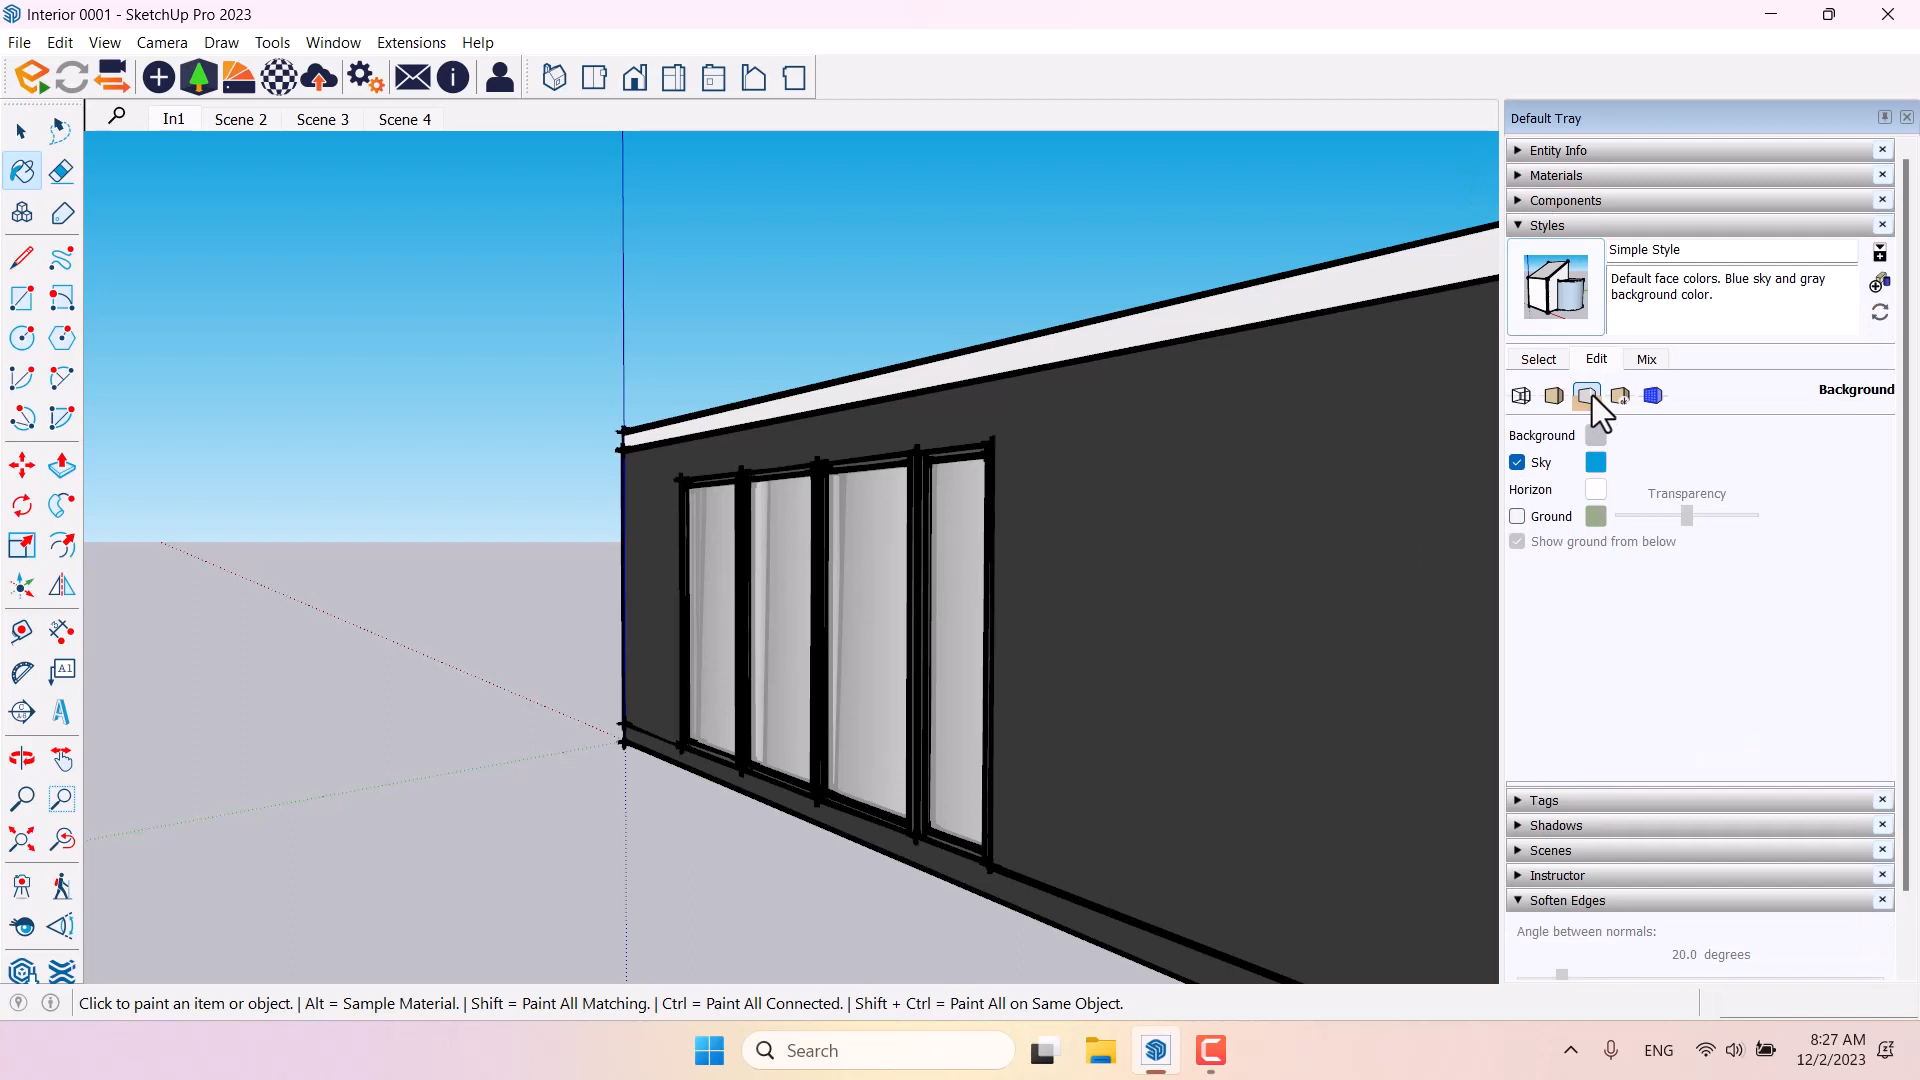 Interior 0001 - SketchUp Pro 2023
File Edit View Camera Draw Tools Window Extensions Help
In1 Scene 2 Scene 3 Scene 4
Default Tray
Entity Info
Materials
Components
Styles
Simple Style
Default face colors. Blue sky and gray
background color.
Select Edit Mix
Background
Background
Sky
Horizon
Transparency
Ground
Show ground from below
Tags
Shadows
Scenes
Instructor
Soften Edges
Angle between normals:
20.0 degrees
A1
Click to paint an item or object. | Alt = Sample Material. | Shift = Paint All Matching. | Ctrl = Paint All Connected. | Shift + Ctrl = Paint All on Same Object.
Search
ENG
8:27 AM
12/2/2023